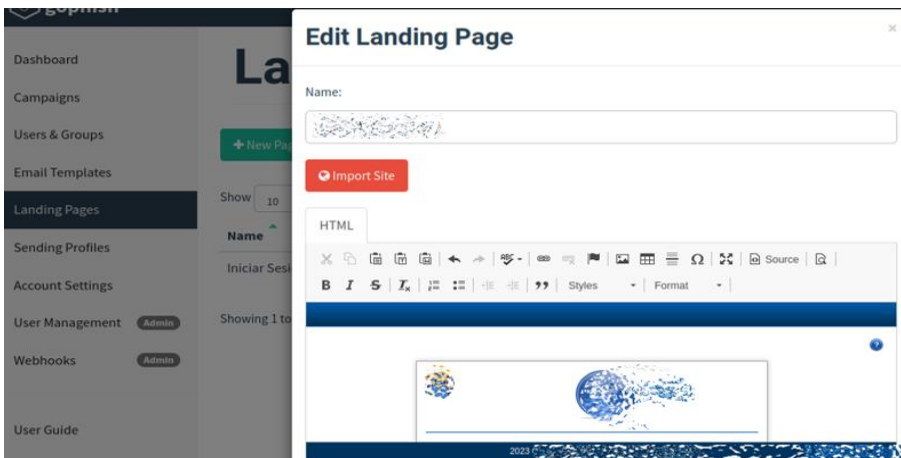 gophish
Edit Landing Page
×
Dashboard
La
Name:
Campaigns
Users & Groups
New Pag
Email Templates
Import Site
Show 10
Landing Pages
HTML
Name
Sending Profiles
Source
Iniciar Sesi
Account Settings
B I S Tx Styles Format
User Management Admin
Showing 1 to
Webhooks Admin
User Guide
2023